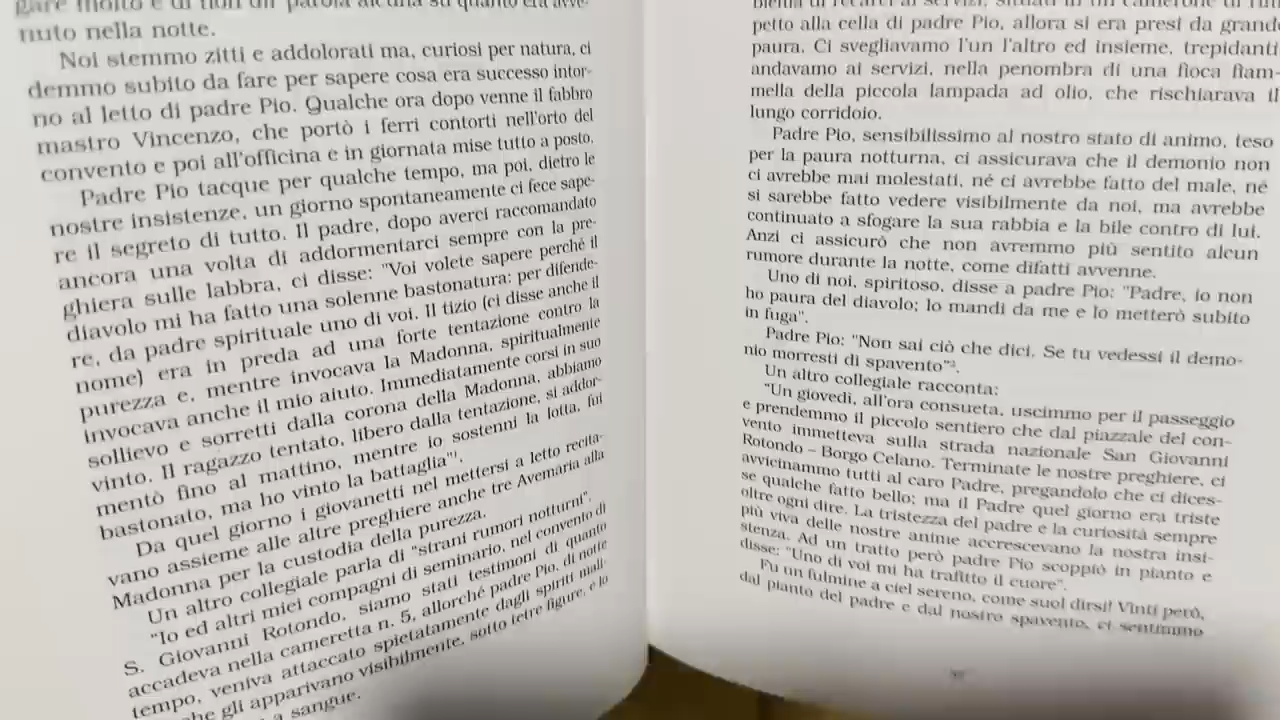 gare molto e di non dir parola alcuna su quanto era avve-
nuto nella notte.
Noi stemmo zitti e addolorati ma, curiosi per natura, ci
demmo subito da fare per sapere cosa era successo intor-
no al letto di padre Pio. Qualche ora dopo venne il fabbro
mastro Vincenzo, che portò i ferri contorti nell'orto del
convento e poi all'officina e in giornata mise tutto a posto.
Padre Pio tacque per qualche tempo, ma poi, dietro le
nostre insistenze, un giorno spontaneamente ci fece sape-
re il segreto di tutto. Il padre, dopo averci raccomandato
ancora una volta di addormentarci sempre con la pre-
ghiera sulle labbra, ci disse: "Voi volete sapere perché il
diavolo mi ha fatto una solenne bastonatura: per difende-
re, da padre spirituale uno di voi. Il tizio (ci disse anche il
nome) era in preda ad una forte tentazione contro la
purezza e, mentre invocava la Madonna, spiritualmente
invocava anche il mio aiuto. Immediatamente corsi in suo
sollievo e sorretti dalla corona della Madonna, abbiamo
vinto. Il ragazzo tentato, libero dalla tentazione, si addor-
mentò fino al mattino, mentre io sostenni la lotta, fui
bastonato, ma ho vinto la battaglia"¹.
Da quel giorno i giovanetti nel mettersi a letto recita-
vano assieme alle altre preghiere anche tre Avemaria alla
Madonna per la custodia della purezza.
Un altro collegiale parla di "strani rumori notturni".
"Io ed altri miei compagni di seminario, nel convento di
S. Giovanni Rotondo, siamo stati testimoni di quanto
accadeva nella cameretta n. 5, allorché padre Pio, di notte
tempo, veniva attaccato spietatamente dagli spiriti mali-
che gli apparivano visibilmente, sotto tetre figure, e lo
a sangue.
petto alla cella di padre Pio, allora si era presi da grande
paura. Ci svegliavamo l'un l'altro ed insieme, trepidanti
andavamo ai servizi, nella penombra di una fioca fiam-
mella della piccola lampada ad olio, che rischiarava il
lungo corridoio.
Padre Pio, sensibilissimo al nostro stato di animo, teso
per la paura notturna, ci assicurava che il demonio non
ci avrebbe mai molestati, né ci avrebbe fatto del male, né
si sarebbe fatto vedere visibilmente da noi, ma avrebbe
continuato a sfogare la sua rabbia e la bile contro di lui.
Anzi ci assicurò che non avremmo più sentito alcun
rumore durante la notte, come difatti avvenne.
Uno di noi, spiritoso, disse a padre Pio: "Padre, io non
ho paura del diavolo; lo mandi da me e lo metterò subito
in fuga".
Padre Pio: "Non sai ciò che dici. Se tu vedessi il demo-
nio morresti di spavento"².
Un altro collegiale racconta:
"Un giovedì, all'ora consueta, uscimmo per il passeggio
e prendemmo il piccolo sentiero che dal piazzale del con-
vento immetteva sulla strada nazionale San Giovanni
Rotondo – Borgo Celano. Terminate le nostre preghiere, ci
avvicinammo tutti al caro Padre, pregandolo che ci dices-
se qualche fatto bello; ma il Padre quel giorno era triste
oltre ogni dire. La tristezza del padre e la curiosità sempre
più viva delle nostre anime accrescevano la nostra insi-
stenza. Ad un tratto però padre Pio scoppiò in pianto e
disse: "Uno di voi mi ha trafitto il cuore".
Fu un fulmine a ciel sereno, come suol dirsi! Vinti però,
dal pianto del padre e dal nostro spavento, ci sentimmo